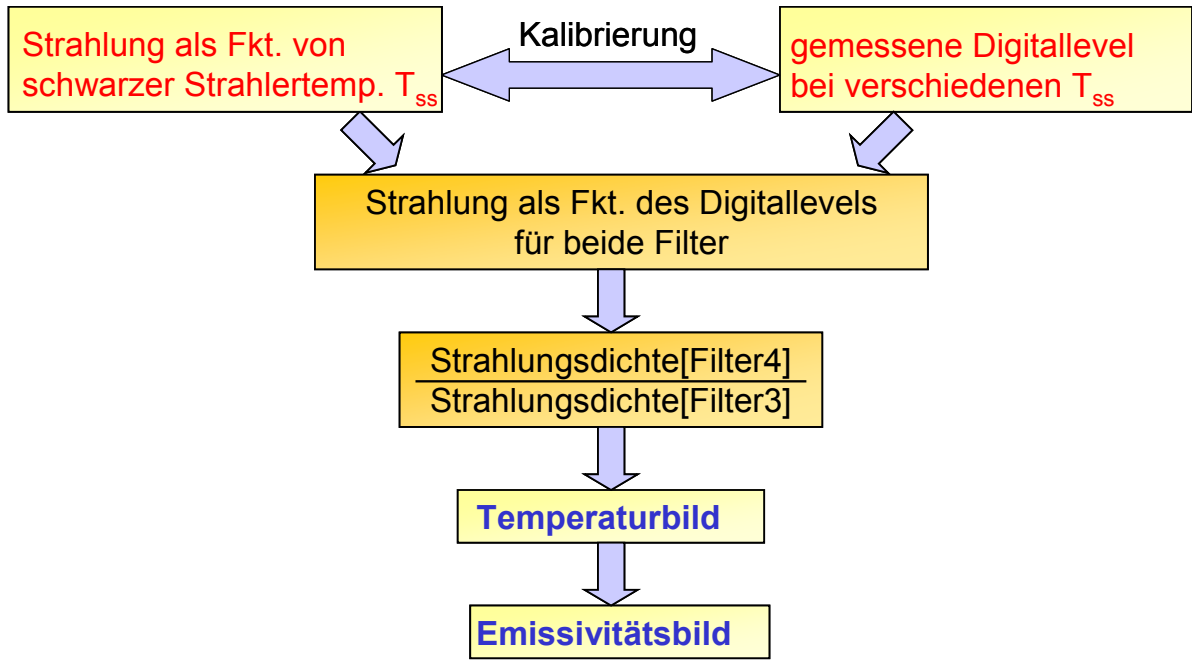 Strahlung als Fkt. von
schwarzer Strahlertemp. Tss
Kalibrierung
gemessene Digitallevel
bei verschiedenen Tss
Strahlung als Fkt. des Digitallevels
für beide Filter
Strahlungsdichte[Filter4]
Strahlungsdichte[Filter3]
Temperaturbild
Emissivitätsbild